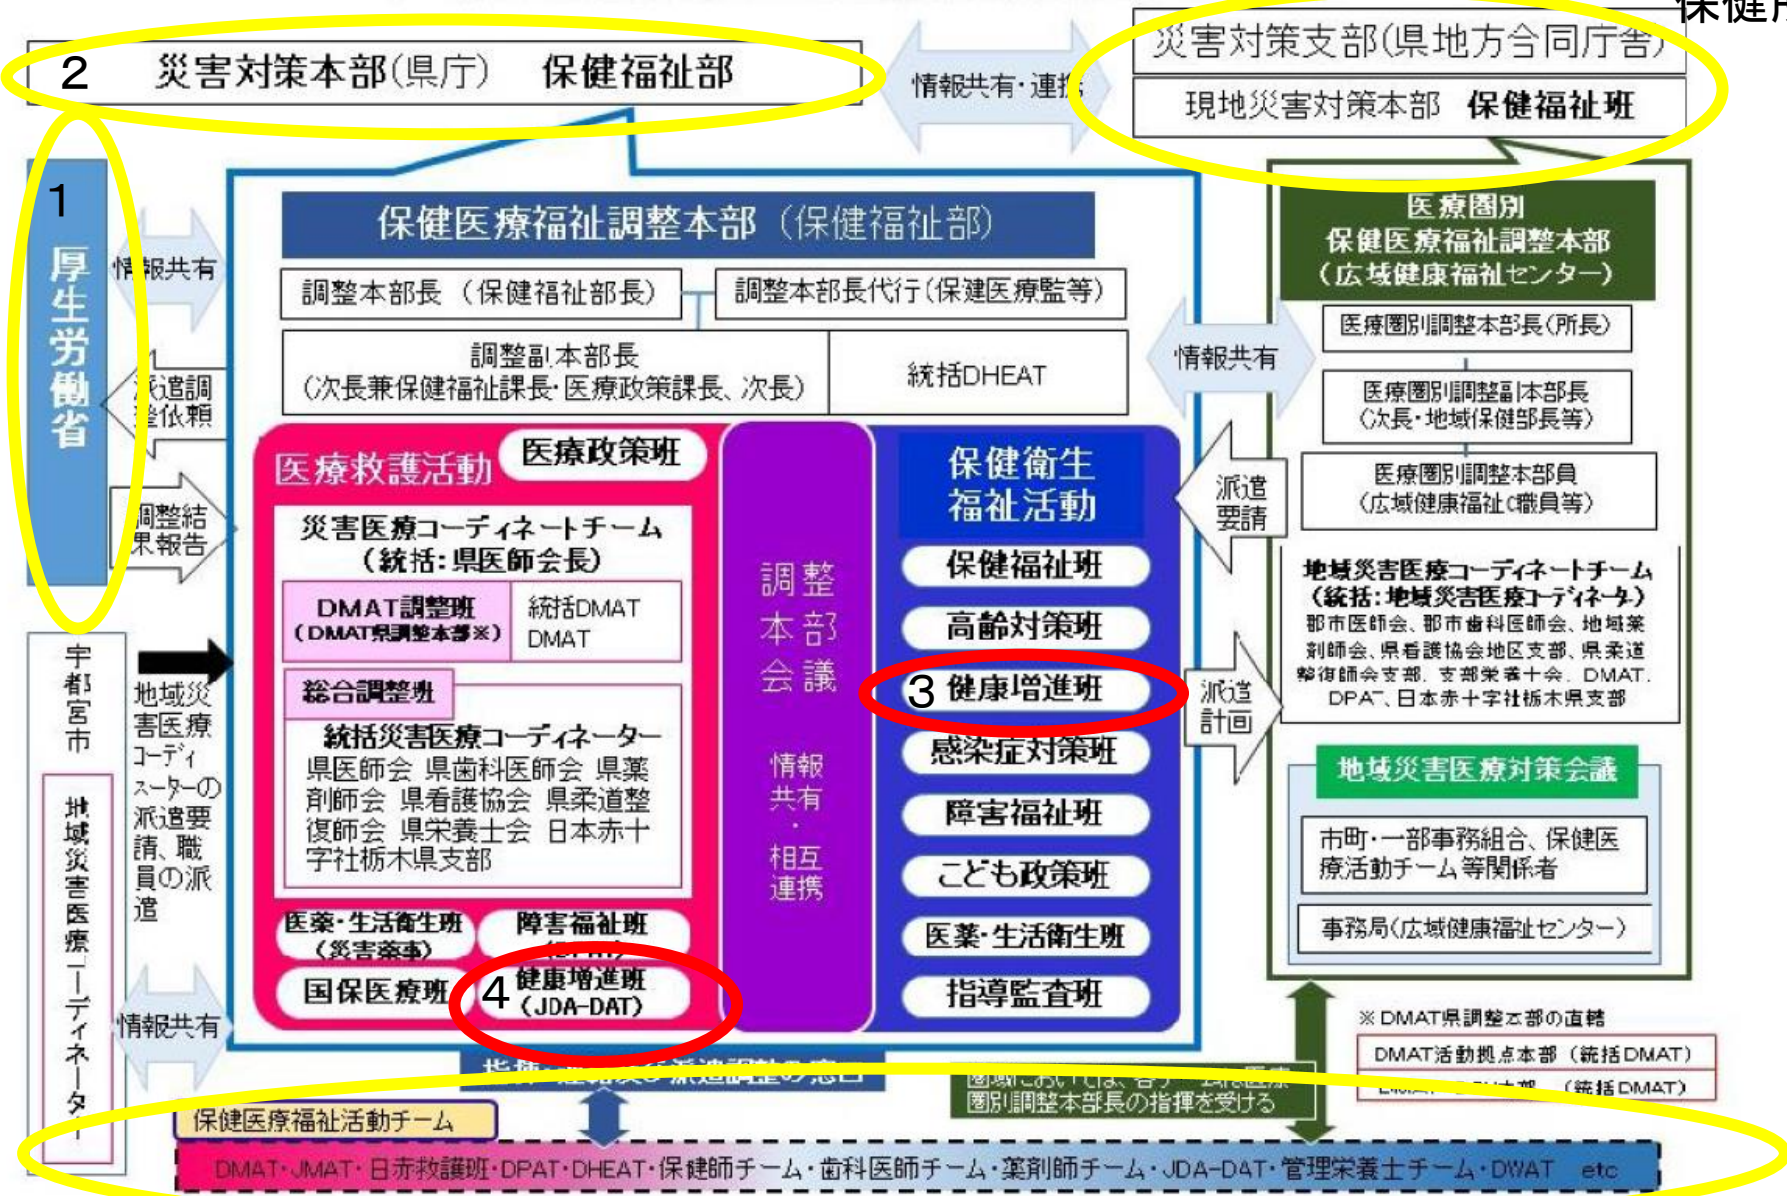 保健所
2 災害対策本部(県庁) 保健福祉部
情報共有・連携
災害対策支部(県地方合同庁舎)
現地災害対策本部 保健福祉班
1
厚生労働省
情報共有
派遣調
整依頼
調整結
果報告
保健医療福祉調整本部(保健福祉部)
調整本部長(保健福祉部長)
調整本部長代行(保健医療監等)
調整副本部長
(次長兼保健福祉課長・医療政策課長、次長)
統括DHEAT
医療救護活動
医療政策班
災害医療コーディネートチーム
(統括:県医師会長)
DMAT調整班
(DMAT県調整本部※)
統括DMAT
DMAT
総合調整班
統括災害医療コーディネーター
県医師会 県歯科医師会 県薬
剤師会 県看護協会 県柔道整
復師会 県栄養士会 日本赤十
字社栃木県支部
医薬・生活衛生班
(災害薬事)
障害福祉班
国保医療班
4 健康増進班
(JDA-DAT)
調整
本部
会議
情報
共有
・
相互
連携
保健衛生
福祉活動
保健福祉班
高齢対策班
3 健康増進班
感染症対策班
障害福祉班
こども政策班
医薬・生活衛生班
指導監査班
情報共有
派遣
要請
派遣
計画
医療圏別
保健医療福祉調整本部
(広域健康福祉センター)
医療圏別調整本部長(所長)
医療圏別調整副本部長
(次長・地域保健部長等)
医療圏別調整本部員
(広域健康福祉C職員等)
地域災害医療コーディネートチーム
(統括:地域災害医療コーディネータ)
郡市医師会、郡市歯科医師会、地域薬
剤師会、県看護協会地区支部、県柔道
整復師会支部、支部栄養士会、DMAT、
DPAT、日本赤十字社栃木県支部
地域災害医療対策会議
市町・一部事務組合、保健医
療活動チーム等関係者
事務局(広域健康福祉センター)
宇都宮市
地域災害医療コーディネーター
地域災
害医療
コーディ
ネーターの
派遣要
請、職
員の派
遣
情報共有
指揮・連絡及び派遣調整の窓口
圏域においては、各チームは医療
圏別調整本部長の指揮を受ける
※DMAT県調整本部の直轄
DMAT活動拠点本部(統括DMAT)
(統括DMAT)
保健医療福祉活動チーム
DMAT・JMAT・日赤救護班・DPAT・DHEAT・保健師チーム・歯科医師チーム・薬剤師チーム・JDA-DAT・管理栄養士チーム・DWAT etc